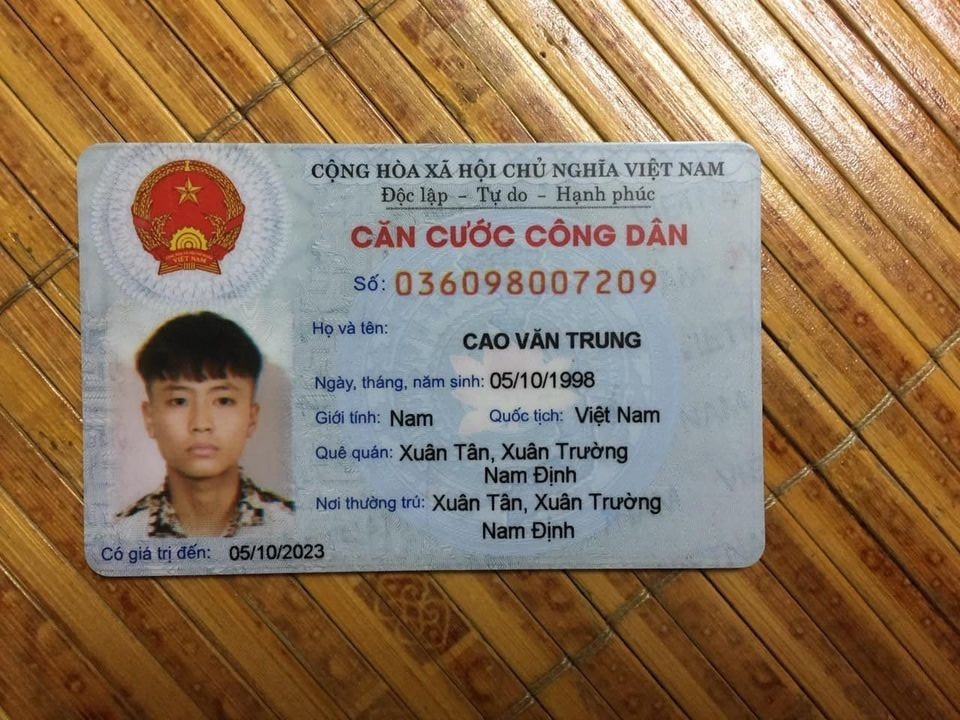 CỘNG HÒA XÃ HỘI CHỦ NGHĨA VIỆT NAM
Độc lập - Tự do - Hạnh phúc
CĂN CƯỚC CÔNG DÂN
Số: 036098007209
Họ và tên: CAO VĂN TRUNG
Ngày, tháng, năm sinh: 05/10/1998
Giới tính: Nam Quốc tịch: Việt Nam
Quê quán: Xuân Tân, Xuân Trường
Nam Định
Nơi thường trú: Xuân Tân, Xuân Trường
Nam Định
Có giá trị đến: 05/10/2023